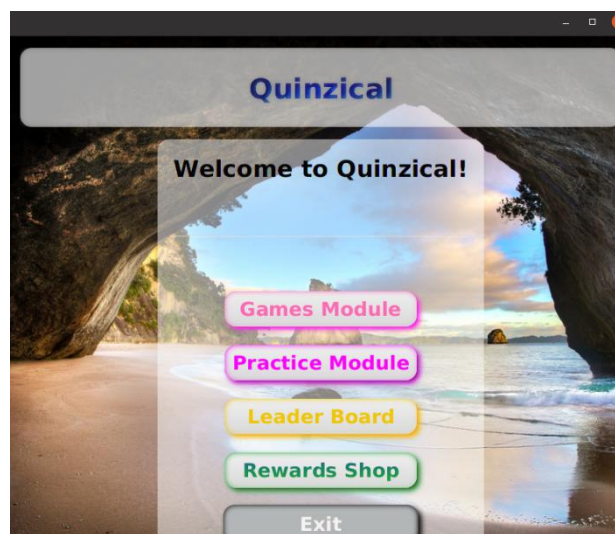 Quinzical
Welcome to Quinzical!
Games Module
Practice Module
Leader Board
Rewards Shop
Exit